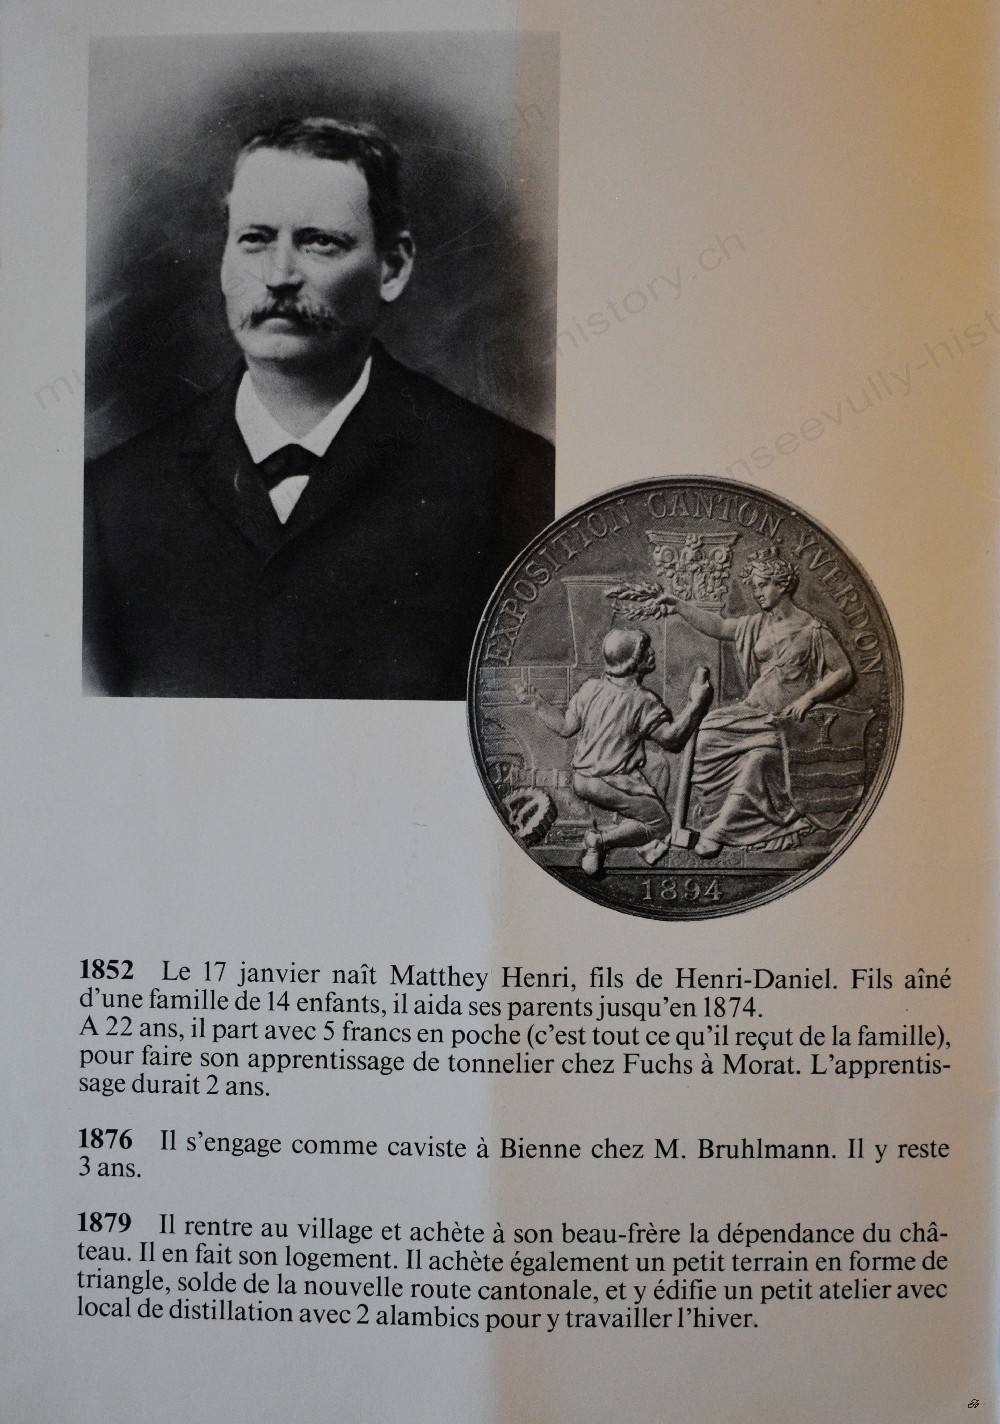 EXPOSITION CANTON. YVERDON
1894
1852 Le 17 janvier naît Matthey Henri, fils de Henri-Daniel. Fils aîné
d'une famille de 14 enfants, il aida ses parents jusqu'en 1874.
A 22 ans, il part avec 5 francs en poche (c'est tout ce qu'il reçut de la famille),
pour faire son apprentissage de tonnelier chez Fuchs à Morat. L'apprentis-
sage durait 2 ans.
1876 Il s'engage comme caviste à Bienne chez M. Bruhlmann. Il y reste
3 ans.
1879 Il rentre au village et achète à son beau-frère la dépendance du châ-
teau. Il en fait son logement. Il achète également un petit terrain en forme de
triangle, solde de la nouvelle route cantonale, et y édifie un petit atelier avec
local de distillation avec 2 alambics pour y travailler l'hiver.